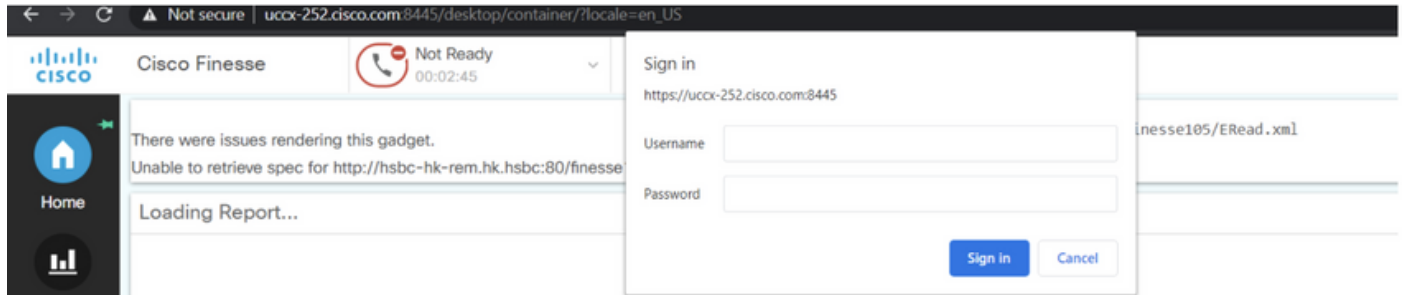 Not secure | uccx-252.cisco.com:8445/desktop/container/?locale=en_US
CISCO
Cisco Finesse
Not Ready
00:02:45
Sign in
https://uccx-252.cisco.com:8445
There were issues rendering this gadget.
Unable to retrieve spec for http://hsbc-hk-rem.hk.hsbc:80/finesse
inesse105/ERead.xml
Username
Password
Home
Loading Report...
Sign in
Cancel